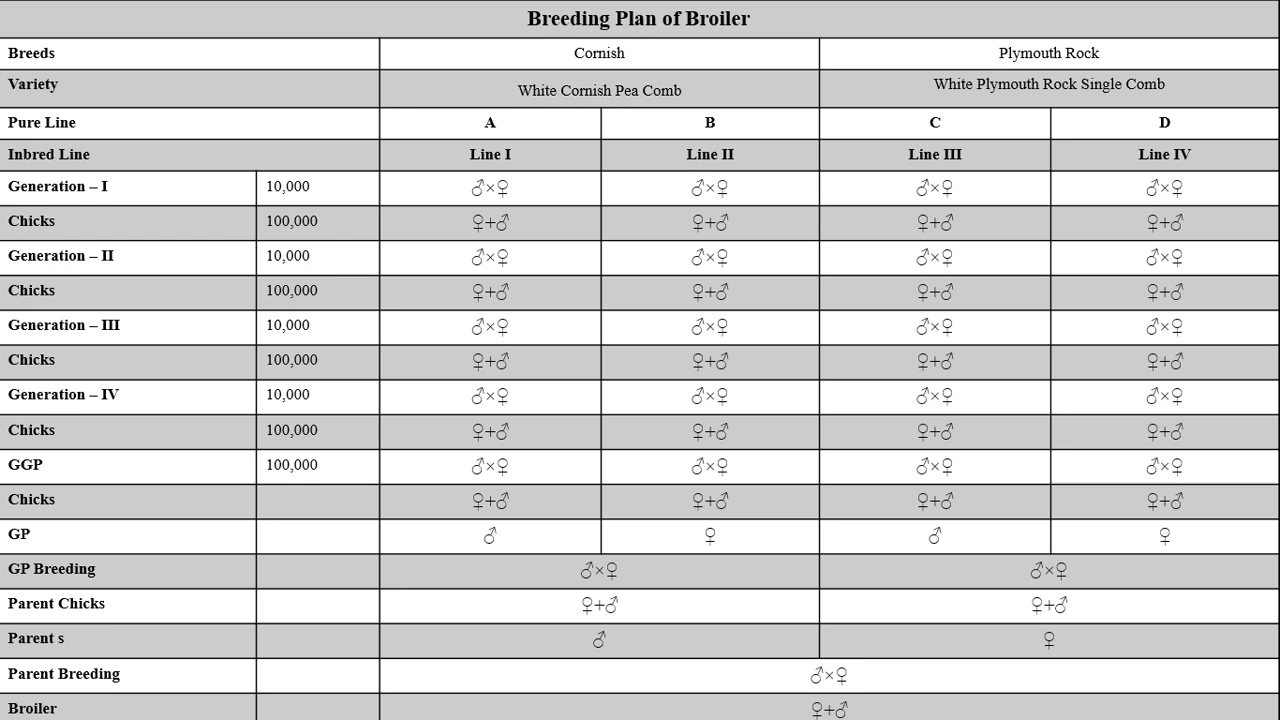 Breeding Plan of Broiler
Breeds Cornish Plymouth Rock
Variety White Cornish Pea Comb White Plymouth Rock Single Comb
Pure Line A B C D
Inbred Line Line I Line II Line III Line IV
Generation – I 10,000 ♂×♀ ♂×♀ ♂×♀ ♂×♀
Chicks 100,000 ♀+♂ ♀+♂ ♀+♂ ♀+♂
Generation – II 10,000 ♂×♀ ♂×♀ ♂×♀ ♂×♀
Chicks 100,000 ♀+♂ ♀+♂ ♀+♂ ♀+♂
Generation – III 10,000 ♂×♀ ♂×♀ ♂×♀ ♂×♀
Chicks 100,000 ♀+♂ ♀+♂ ♀+♂ ♀+♂
Generation – IV 10,000 ♂×♀ ♂×♀ ♂×♀ ♂×♀
Chicks 100,000 ♀+♂ ♀+♂ ♀+♂ ♀+♂
GGP 100,000 ♂×♀ ♂×♀ ♂×♀ ♂×♀
Chicks ♀+♂ ♀+♂ ♀+♂ ♀+♂
GP ♂ ♀ ♂ ♀
GP Breeding ♂×♀ ♂×♀
Parent Chicks ♀+♂ ♀+♂
Parent s ♂ ♀
Parent Breeding ♂×♀
Broiler ♀+♂